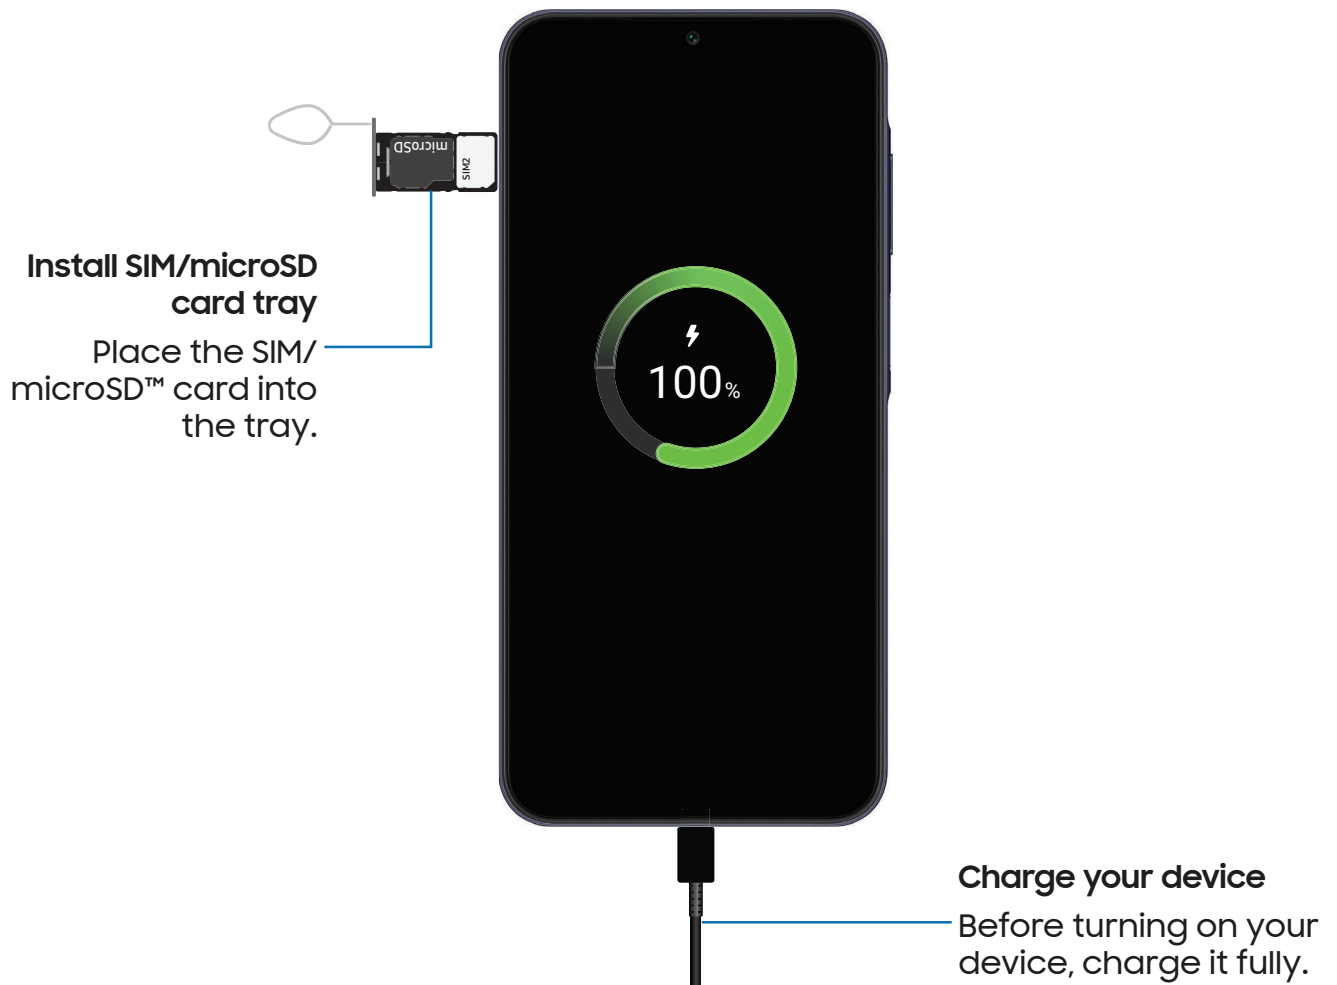 microSD
SIM2
Install SIM/microSD
card tray
Place the SIM/
microSD™ card into
the tray.
100%
Charge your device
Before turning on your
device, charge it fully.